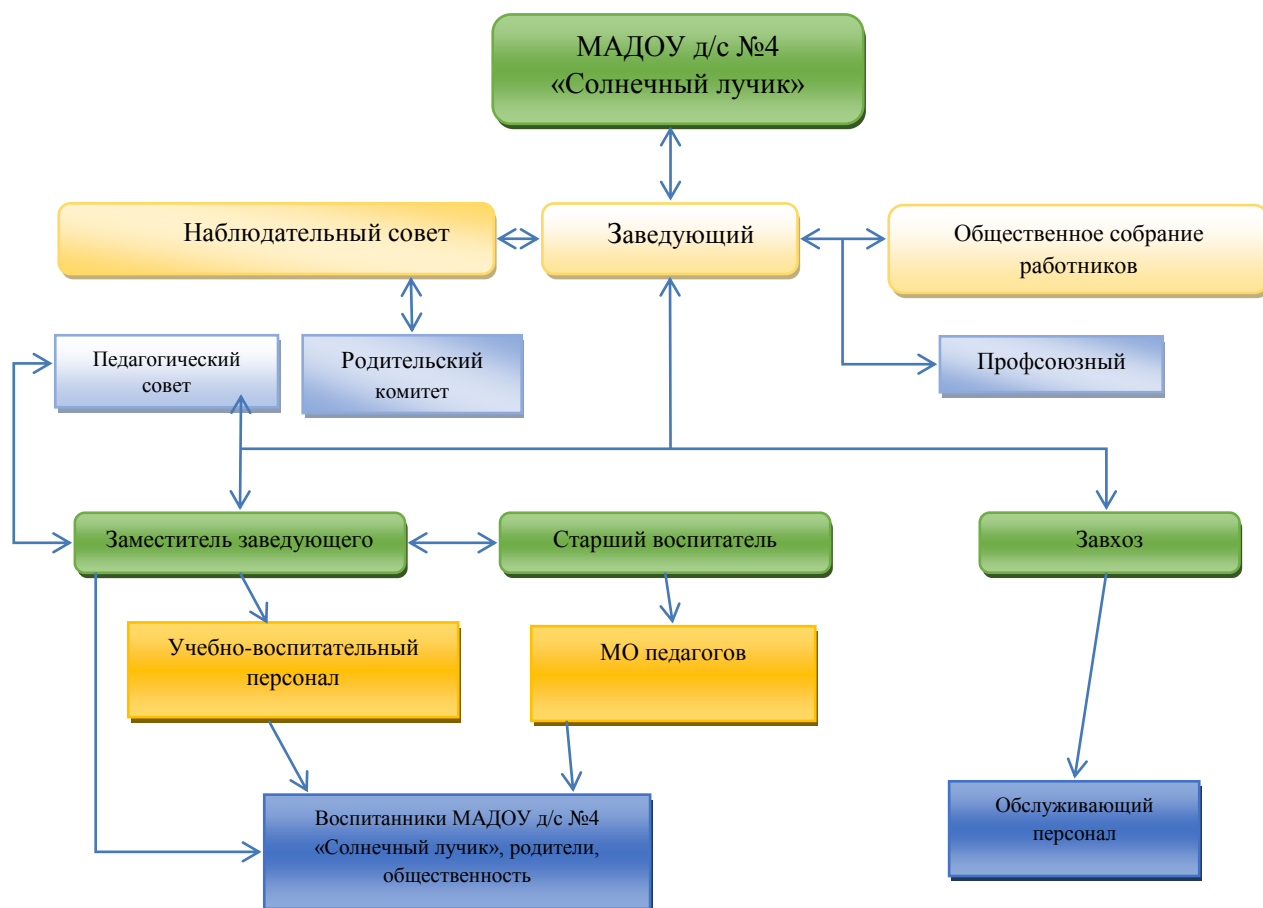 МАДОУ д/с №4
«Солнечный лучик»
Наблюдательный совет
Заведующий
Общественное собрание
работников
Педагогический
совет
Родительский
комитет
Профсоюзный
Заместитель заведующего
Старший воспитатель
Завхоз
Учебно-воспитательный
персонал
МО педагогов
Воспитанники МАДОУ д/с №4
«Солнечный лучик», родители,
общественность
Обслуживающий
персонал